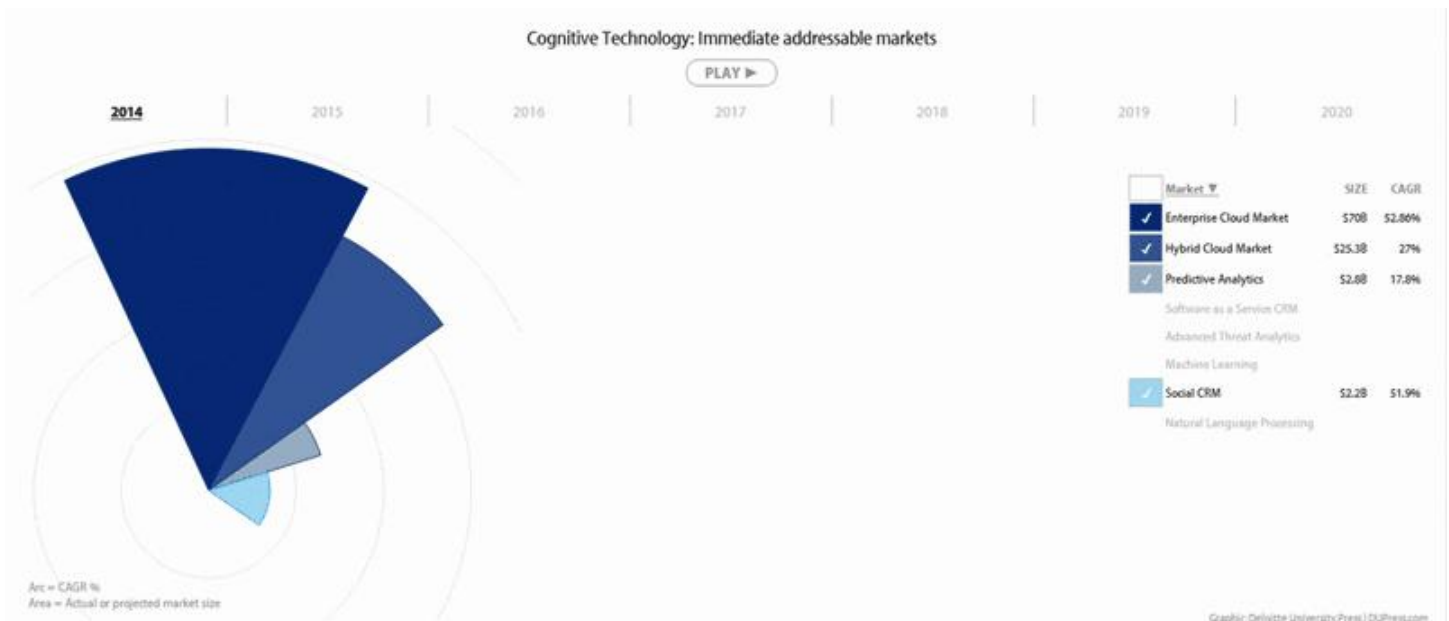 Cognitive Technology: Immediate addressable markets
PLAY ▶
2014 2015 2016 2017 2018 2019 2020
Market ▼ SIZE CAGR
✓ Enterprise Cloud Market $70B 52.86%
✓ Hybrid Cloud Market $25.3B 27%
✓ Predictive Analytics $2.8B 17.8%
Software as a Service CRM
Advanced Threat Analytics
Machine Learning
✓ Social CRM $2.2B 51.9%
Natural Language Processing
Arc = CAGR %
Area = Actual or projected market size
Graphic: Deloitte University Press | DUPress.com